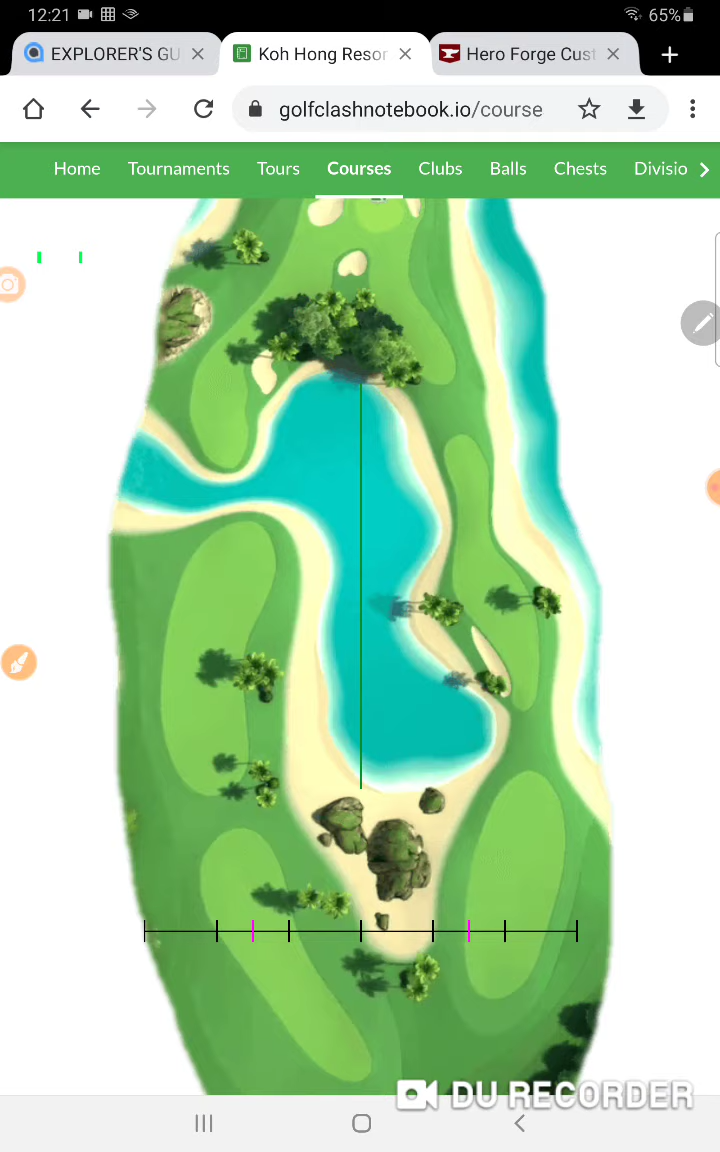 12:21
65%
EXPLORER'S GU
Koh Hong Resor
Hero Forge Cust
golfclashnotebook.io/course
Home Tournaments Tours Courses Clubs Balls Chests Divisio
DU RECORDER